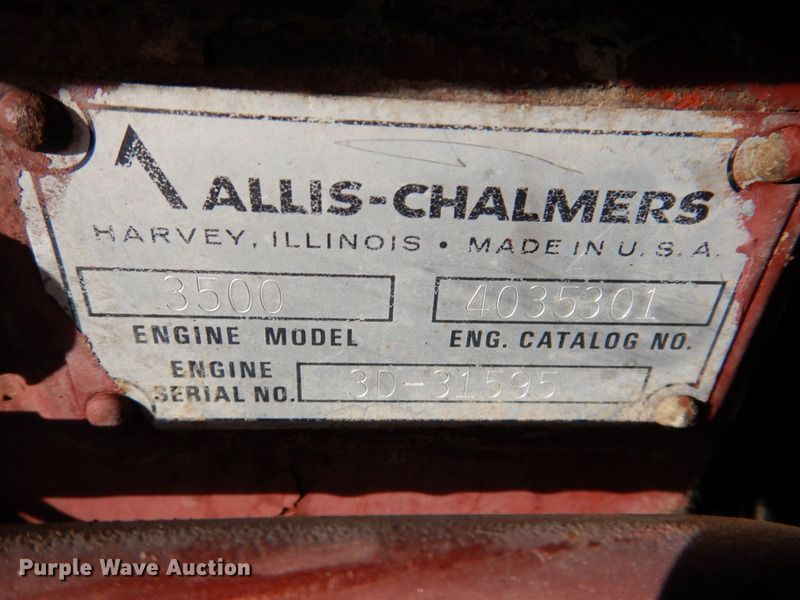 ALLIS-CHALMERS
HARVEY, ILLINOIS • MADE IN U.S.A.
3500 4035301
ENGINE MODEL ENG. CATALOG NO.
ENGINE
SERIAL NO. 3D-31595
Purple Wave Auction